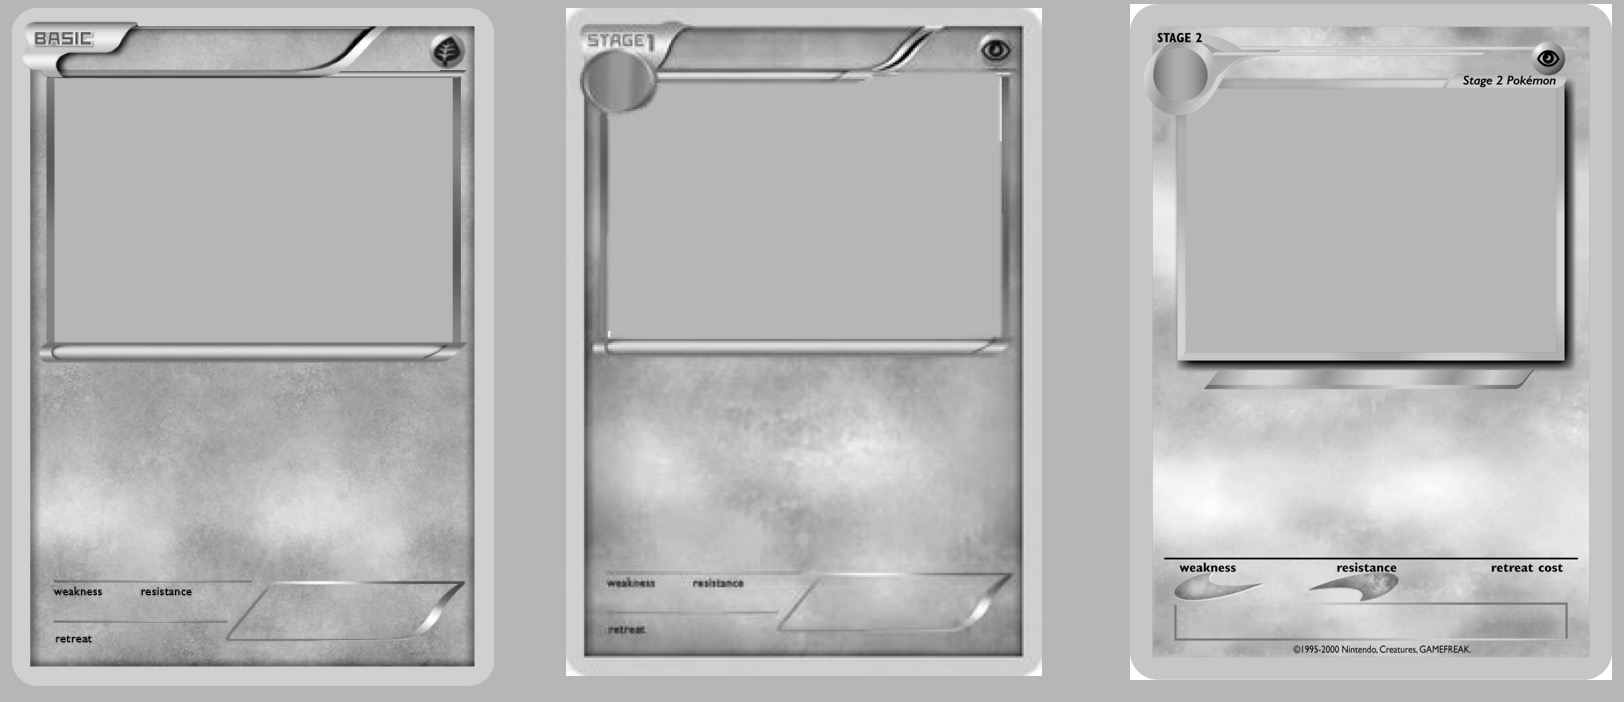 BASIC
weakness resistance
retreat
STAGE1
weakness resistance
retreat
STAGE 2
Stage 2 Pokémon
weakness resistance retreat cost
©1995-2000 Nintendo, Creatures, GAMEFREAK.